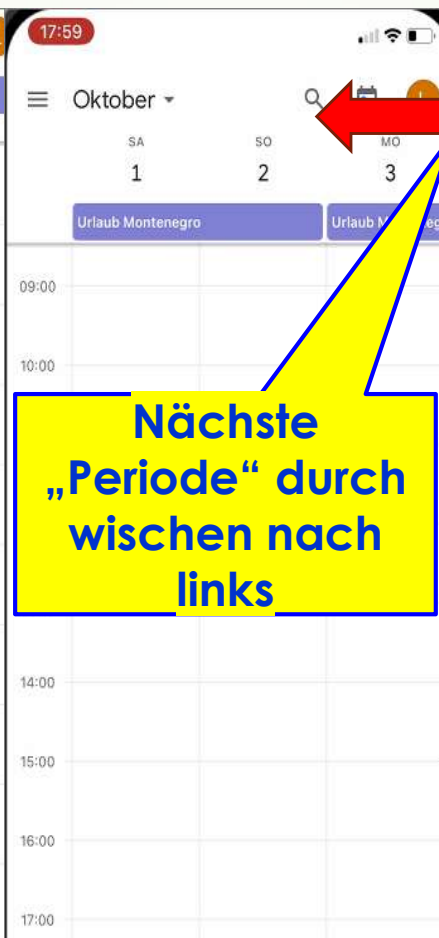 17:59
Oktober
SA SO MO
1 2 3
Urlaub Montenegro Urlaub
09:00
10:00
Nächste
„Periode“ durch
wischen nach
links
14:00
15:00
16:00
17:00